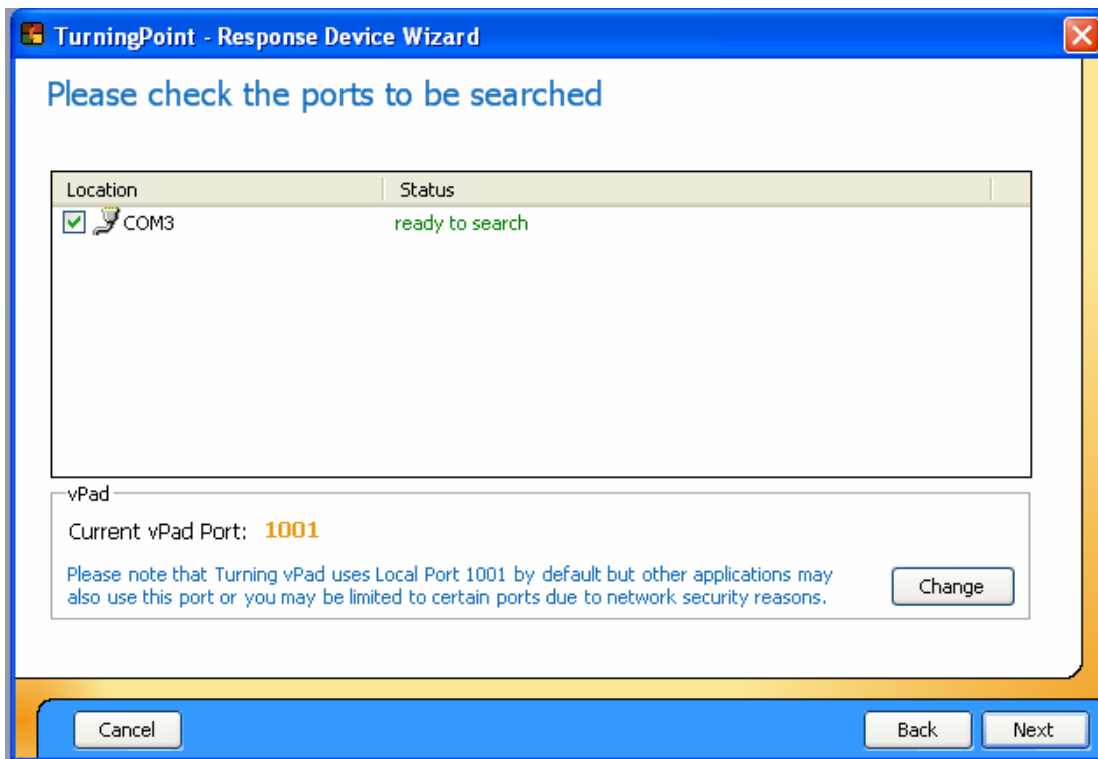 TurningPoint - Response Device Wizard
Please check the ports to be searched
Location Status
COM3 ready to search
vPad
Current vPad Port: 1001
Please note that Turning vPad uses Local Port 1001 by default but other applications may
also use this port or you may be limited to certain ports due to network security reasons.
Change
Cancel Back Next